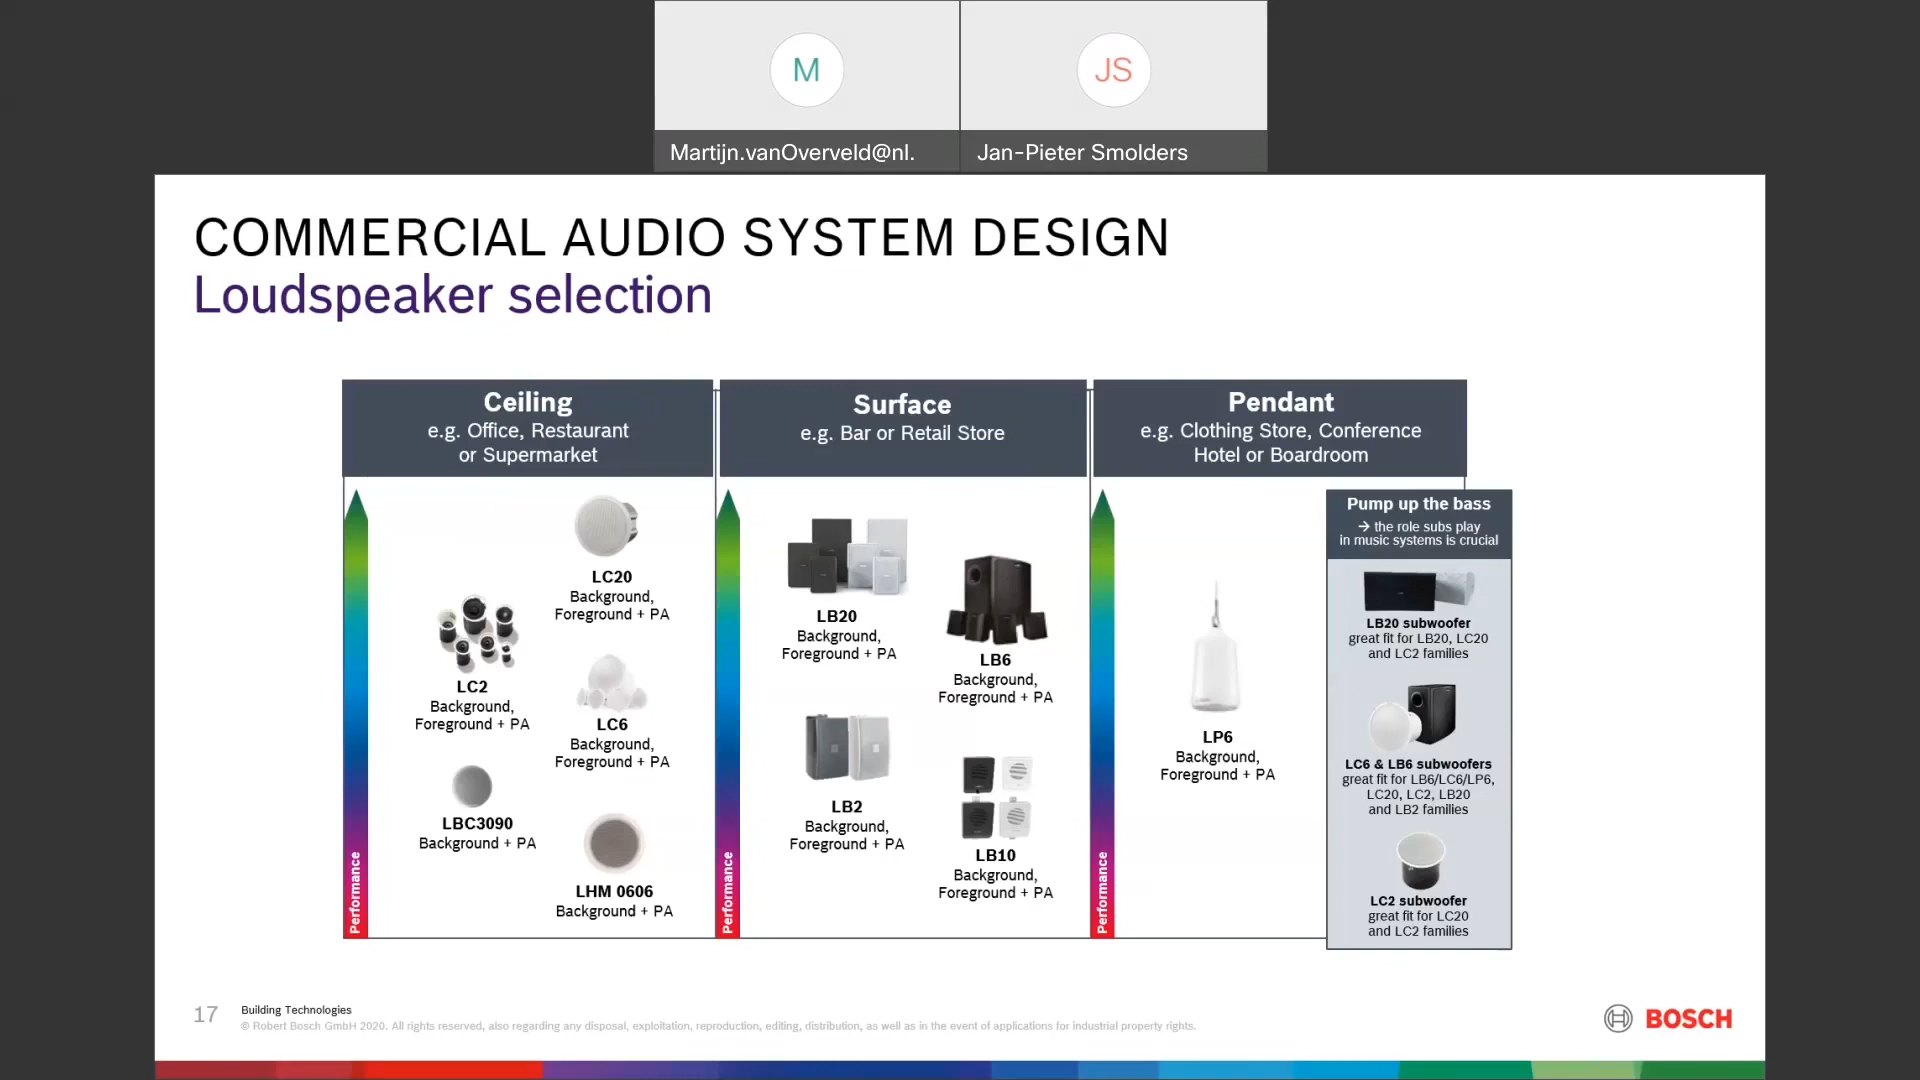 M
JS
Martijn.vanOverveld@nl.
Jan-Pieter Smolders
COMMERCIAL AUDIO SYSTEM DESIGN
Loudspeaker selection
Ceiling
e.g. Office, Restaurant
or Supermarket
Surface
e.g. Bar or Retail Store
Pendant
e.g. Clothing Store, Conference
Hotel or Boardroom
Performance
LC20
Background,
Foreground + PA
LC2
Background,
Foreground + PA
LC6
Background,
Foreground + PA
LBC3090
Background + PA
LHM 0606
Background + PA
Performance
LB20
Background,
Foreground + PA
LB6
Background,
Foreground + PA
LB2
Background,
Foreground + PA
LB10
Background,
Foreground + PA
Performance
LP6
Background,
Foreground + PA
Pump up the bass
→ the role subs play
in music systems is crucial
LB20 subwoofer
great fit for LB20, LC20
and LC2 families
LC6 & LB6 subwoofers
great fit for LB6/LC6/LP6,
LC20, LC2, LB20
and LB2 families
LC2 subwoofer
great fit for LC20
and LC2 families
17
Building Technologies
© Robert Bosch GmbH 2020. All rights reserved, also regarding any disposal, exploitation, reproduction, editing, distribution, as well as in the event of applications for industrial property rights.
BOSCH